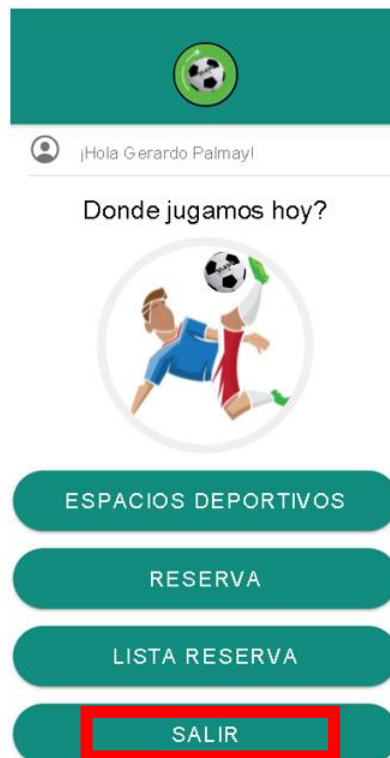 ¡Hola Gerardo Palmay!
Donde jugamos hoy?
ESPACIOS DEPORTIVOS
RESERVA
LISTA RESERVA
SALIR